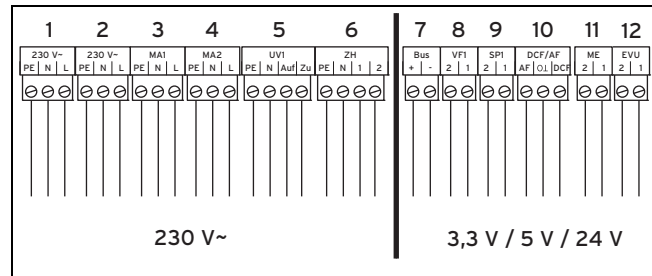 1 2 3 4 5 6 7 8 9 10 11 12
230 V~ 230 V~ MA1 MA2 UV1 ZH Bus VF1 SP1 DCF/AF ME EVU
PE N L PE N L PE N L PE N L PE N Auf Zu PE N 1 2 + - 2 1 2 1 AF O⊥ DCF 2 1 2 1
230 V~ 3,3 V / 5 V / 24 V